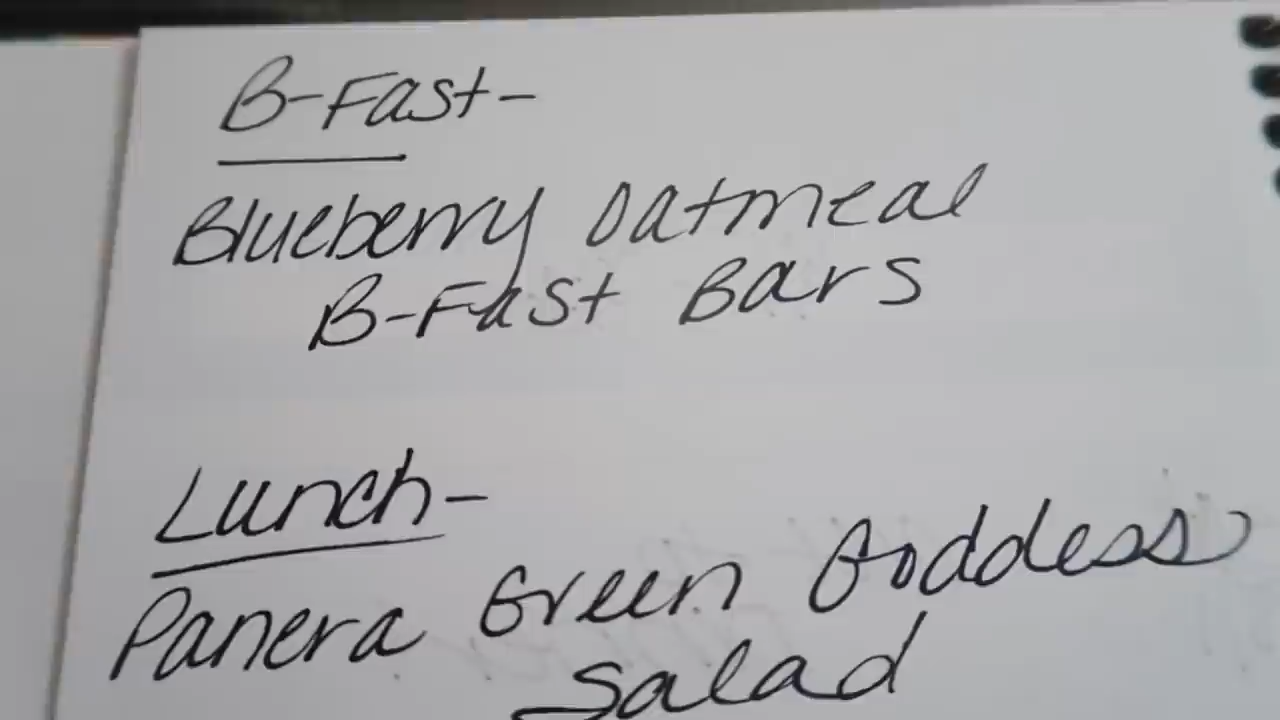 B-Fast-
Blueberry Oatmeal
B-Fast Bars
Lunch-
Panera Green Goddess
Salad